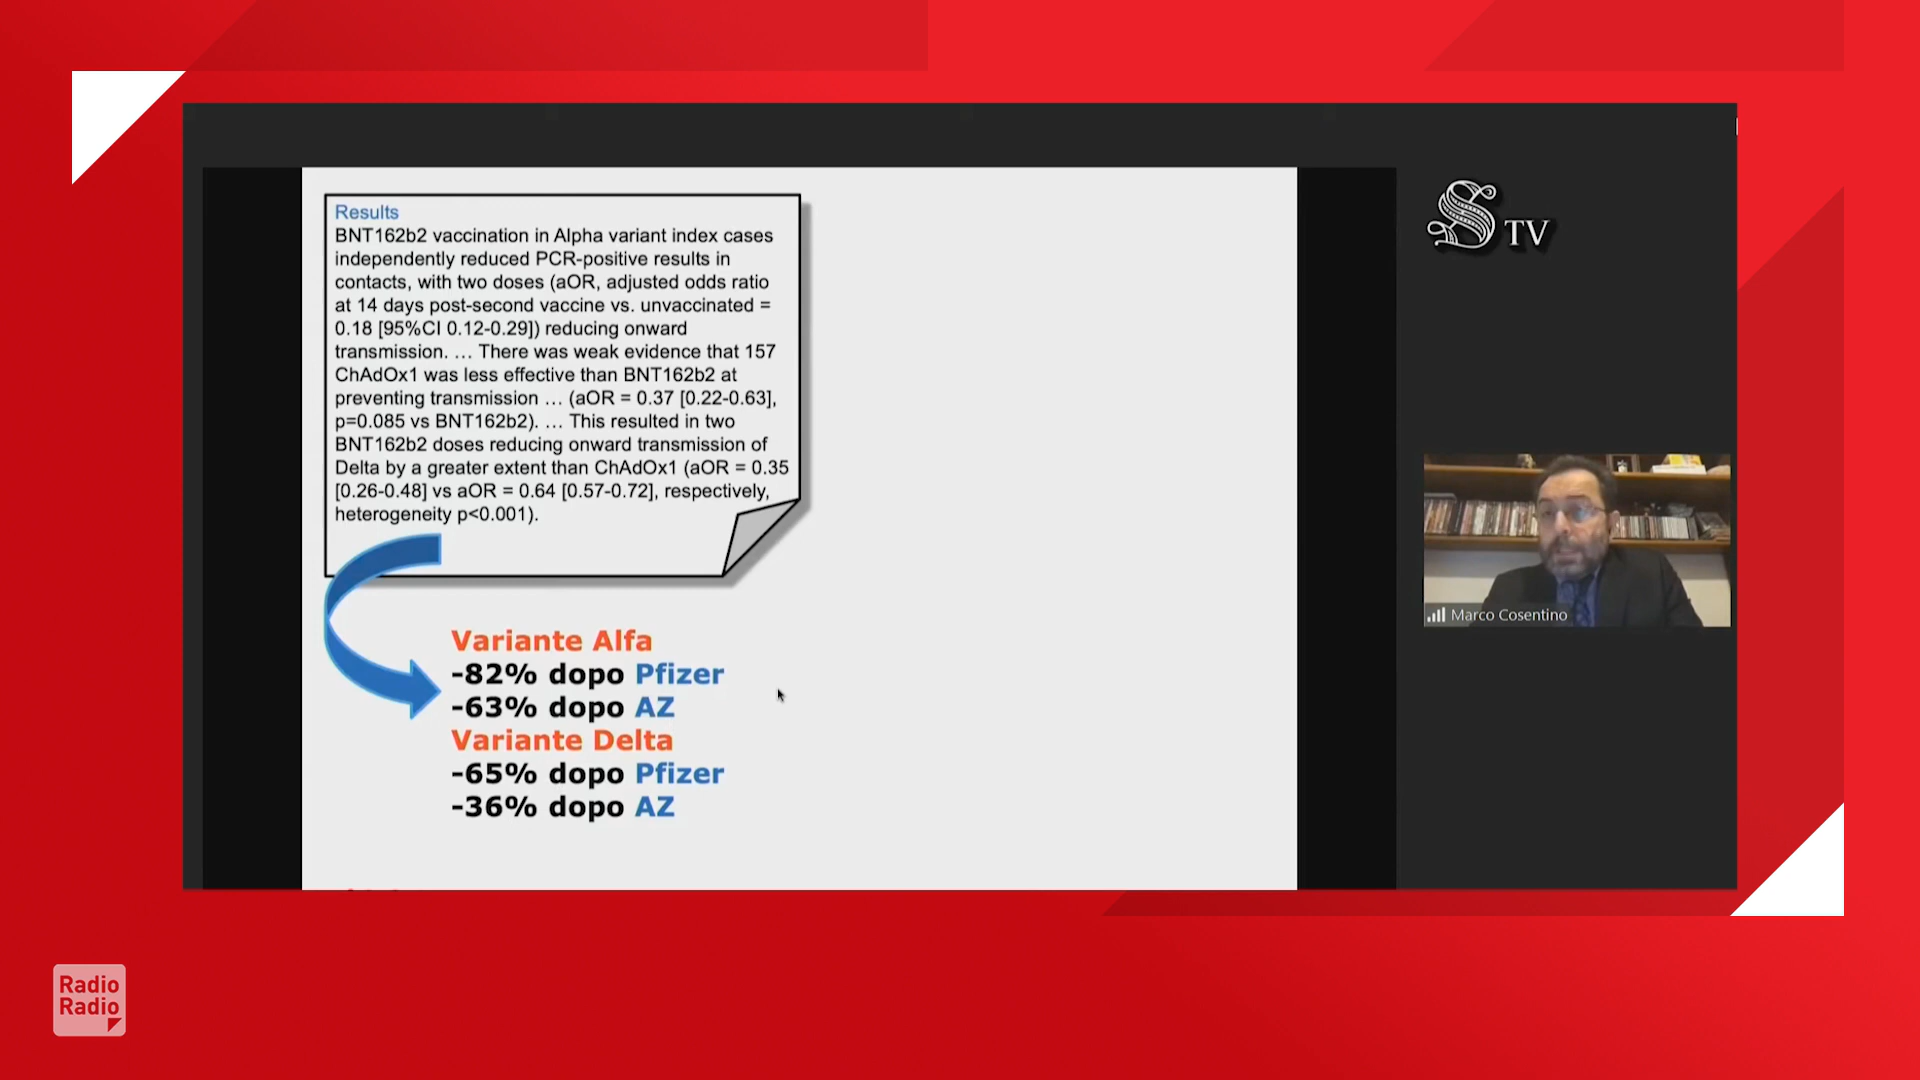 Results
BNT162b2 vaccination in Alpha variant index cases
independently reduced PCR-positive results in
contacts, with two doses (aOR, adjusted odds ratio
at 14 days post-second vaccine vs. unvaccinated =
0.18 [95%CI 0.12-0.29]) reducing onward
transmission. … There was weak evidence that 157
ChAdOx1 was less effective than BNT162b2 at
preventing transmission … (aOR = 0.37 [0.22-0.63],
p=0.085 vs BNT162b2). … This resulted in two
BNT162b2 doses reducing onward transmission of
Delta by a greater extent than ChAdOx1 (aOR = 0.35
[0.26-0.48] vs aOR = 0.64 [0.57-0.72], respectively,
heterogeneity p<0.001).
Variante Alfa
-82% dopo Pfizer
-63% dopo AZ
Variante Delta
-65% dopo Pfizer
-36% dopo AZ
S TV
Marco Cosentino
Radio
Radio